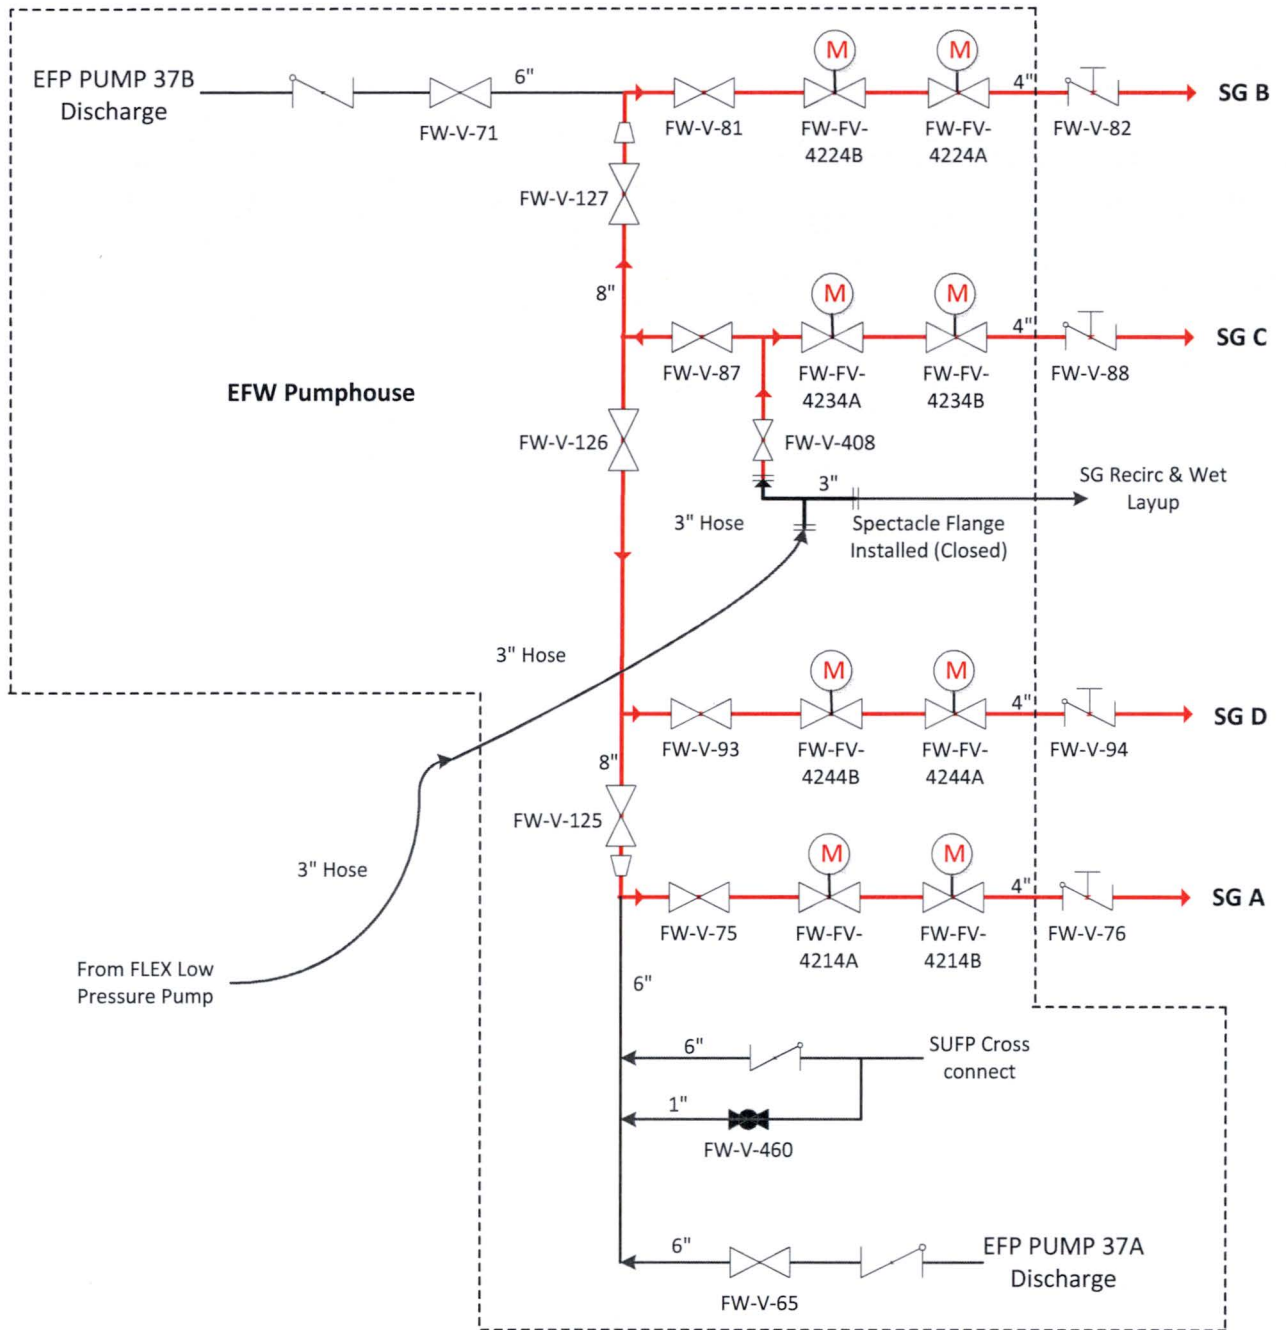 EFP PUMP 37B
Discharge
6"
FW-V-71
M
M
4"
SG B
FW-V-81
FW-FV-
4224B
FW-FV-
4224A
FW-V-82
FW-V-127
8"
M
M
4"
SG C
FW-V-87
FW-FV-
4234A
FW-FV-
4234B
FW-V-88
EFW Pumphouse
FW-V-126
FW-V-408
3"
SG Recirc & Wet
Layup
3" Hose
Spectacle Flange
Installed (Closed)
3" Hose
M
M
4"
SG D
FW-V-93
FW-FV-
4244B
FW-FV-
4244A
FW-V-94
8"
FW-V-125
3" Hose
M
M
4"
SG A
FW-V-75
FW-FV-
4214A
FW-FV-
4214B
FW-V-76
From FLEX Low
Pressure Pump
6"
6"
SUFP Cross
connect
1"
FW-V-460
6"
EFP PUMP 37A
Discharge
FW-V-65